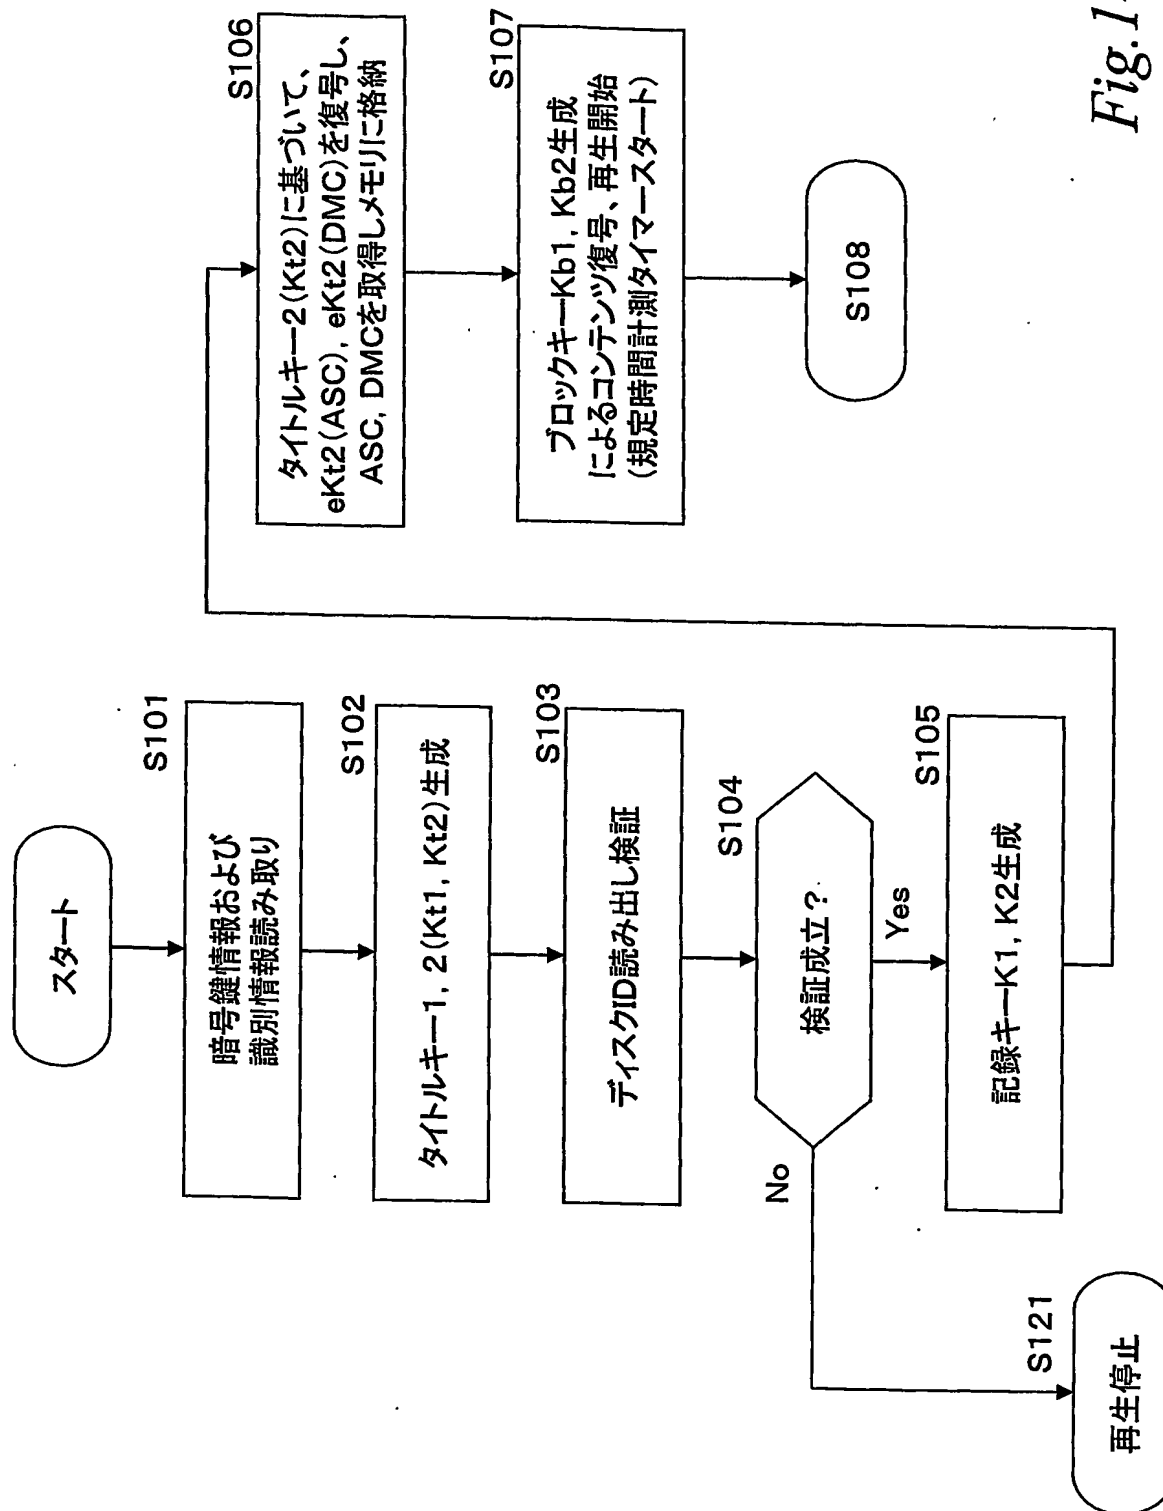 スタート
S101
暗号鍵情報および
識別情報読み取り
S102
タイトルキー1, 2(Kt1, Kt2)生成
S103
ディスクID読み出し検証
S104
検証成立?
No
Yes
S105
記録キーK1, K2生成
S121
再生停止
S106
タイトルキー2(Kt2)に基づいて、
eKt2(ASC), eKt2(DMC)を復号し、
ASC, DMCを取得しメモリに格納
S107
ブロックキーKb1, Kb2生成
によるコンテンツ復号、再生開始
(規定時間計測タイマースタート)
S108
Fig.1